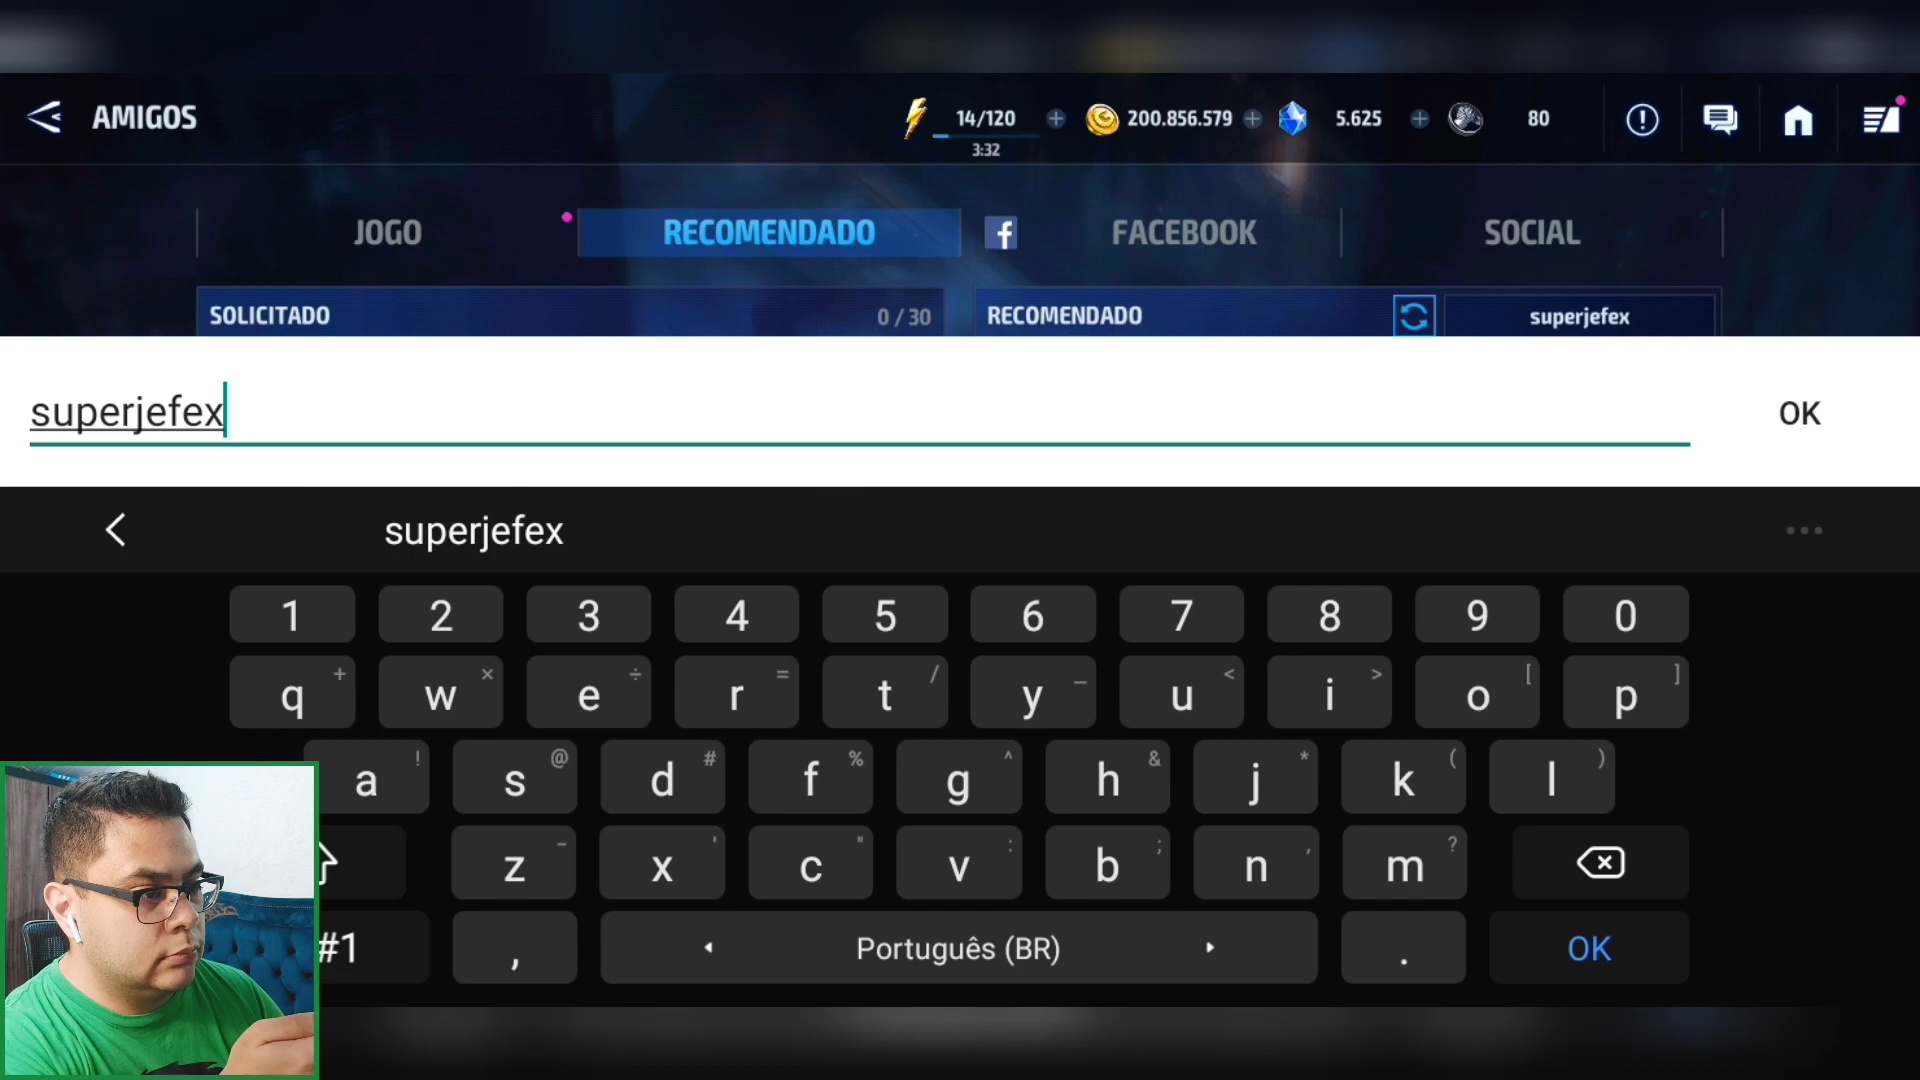 AMIGOS 14/120 200.856.579 5.625 80
3:32
JOGO RECOMENDADO f FACEBOOK SOCIAL
SOLICITADO 0 / 30 RECOMENDADO superjefex
superjefex OK
superjefex
1 2 3 4 5 6 7 8 9 0
q + w × e ÷ r = t / y _ u < i > o [ p ]
a ! s @ d # f % g ^ h & j * k ( l )
z - x ' c " v : b ; n , m ?
#1 , Português (BR) . OK